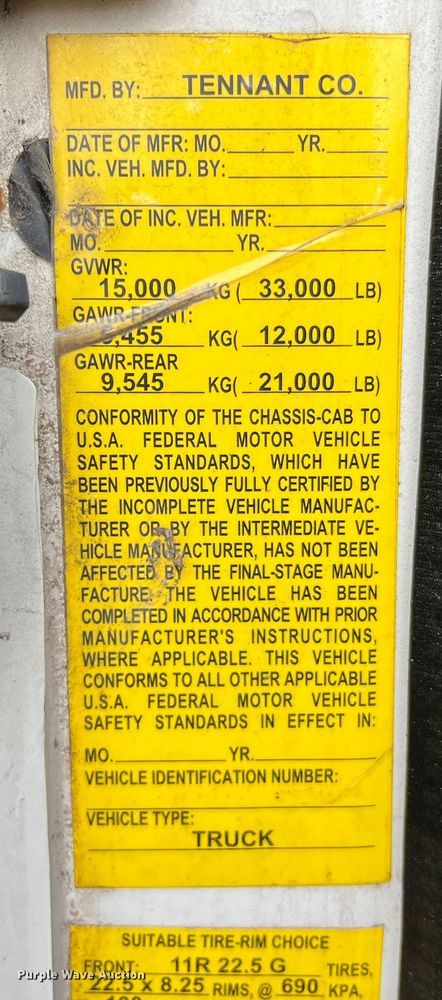 MFD. BY: TENNANT CO.
DATE OF MFR: MO. YR.
INC. VEH. MFD. BY:
DATE OF INC. VEH. MFR:
MO. YR.
GVWR:
15,000 KG ( 33,000 LB)
GAWR-FRONT:
,455 KG( 12,000 LB)
GAWR-REAR
9,545 KG( 21,000 LB)
CONFORMITY OF THE CHASSIS-CAB TO
U.S.A. FEDERAL MOTOR VEHICLE
SAFETY STANDARDS, WHICH HAVE
BEEN PREVIOUSLY FULLY CERTIFIED BY
THE INCOMPLETE VEHICLE MANUFAC-
TURER OR BY THE INTERMEDIATE VE-
HICLE MANUFACTURER, HAS NOT BEEN
AFFECTED BY THE FINAL-STAGE MANU-
FACTURE. THE VEHICLE HAS BEEN
COMPLETED IN ACCORDANCE WITH PRIOR
MANUFACTURER'S INSTRUCTIONS,
WHERE APPLICABLE. THIS VEHICLE
CONFORMS TO ALL OTHER APPLICABLE
U.S.A. FEDERAL MOTOR VEHICLE
SAFETY STANDARDS IN EFFECT IN:
MO. YR.
VEHICLE IDENTIFICATION NUMBER:
VEHICLE TYPE:
TRUCK
SUITABLE TIRE-RIM CHOICE
FRONT: 11R 22.5 G TIRES,
22.5 x 8.25 RIMS, @ 690 KPA,
Purple Wave Auction